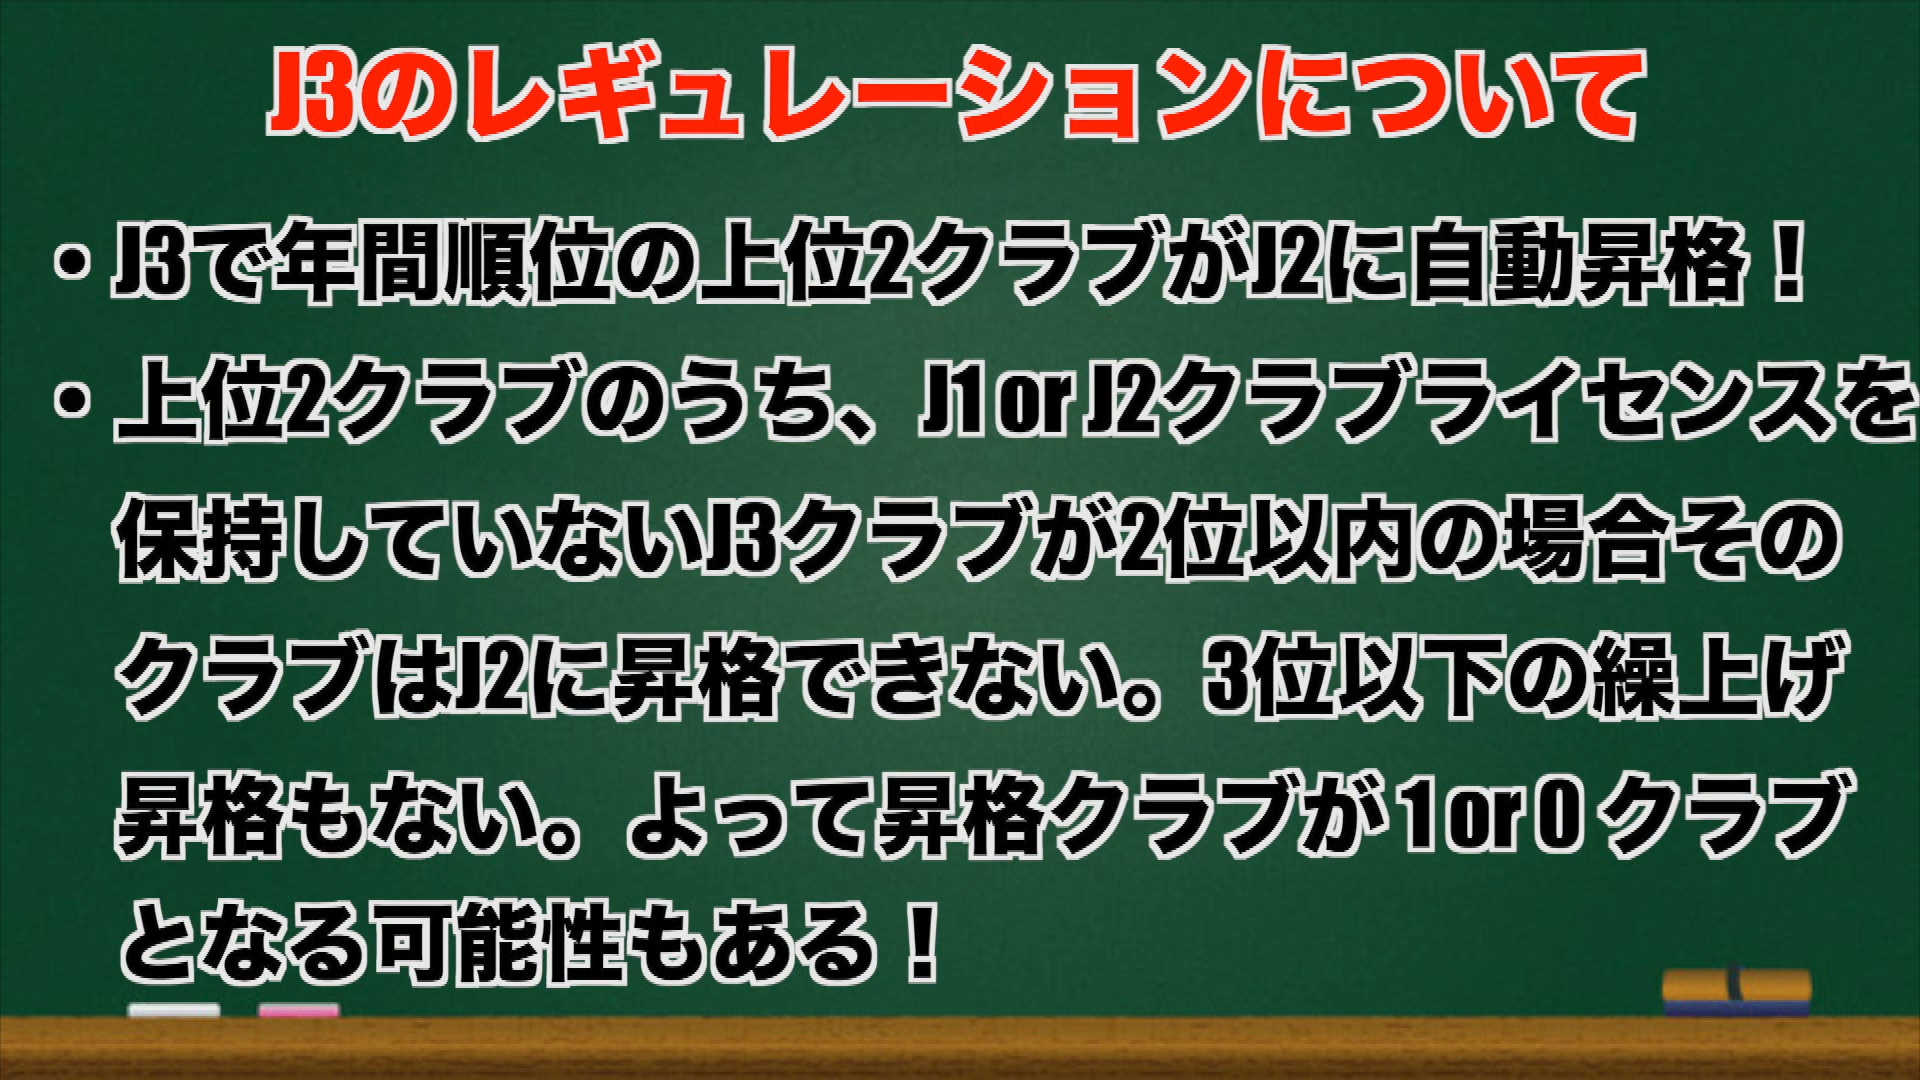 J3のレギュレーションについて
・J3で年間順位の上位2クラブがJ2に自動昇格！
・上位2クラブのうち、J1 or J2クラブライセンスを
保持していないJ3クラブが2位以内の場合その
クラブはJ2に昇格できない。3位以下の繰上げ
昇格もない。よって昇格クラブが 1 or 0 クラブ
となる可能性もある！